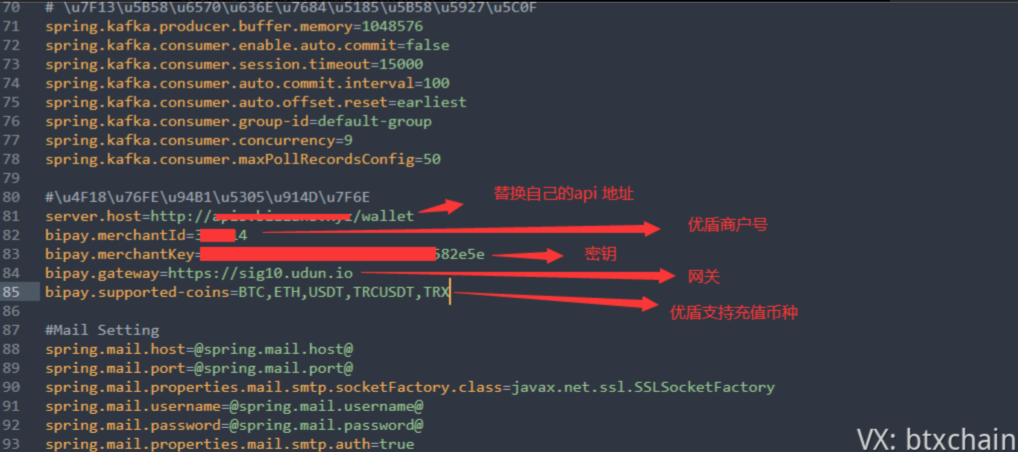 70 # \u7F13\u5B58\u6570\u636E\u7684\u5185\u5B58\u5927\u5C0F
71 spring.kafka.producer.buffer.memory=1048576
72 spring.kafka.consumer.enable.auto.commit=false
73 spring.kafka.consumer.session.timeout=15000
74 spring.kafka.consumer.auto.commit.interval=100
75 spring.kafka.consumer.auto.offset.reset=earliest
76 spring.kafka.consumer.group-id=default-group
77 spring.kafka.consumer.concurrency=9
78 spring.kafka.consumer.maxPollRecordsConfig=50
79
80 #\u4F18\u76FE\u94B1\u5305\u914D\u7F6E
替换自己的api 地址
81 server.host=http:// /wallet
82 bipay.merchantId= 4
优盾商户号
83 bipay.merchantKey= 582e5e
密钥
84 bipay.gateway=https://sig10.udun.io
网关
85 bipay.supported-coins=BTC,ETH,USDT,TRCUSDT,TRX
优盾支持充值币种
86
87 #Mail Setting
88 spring.mail.host=@spring.mail.host@
89 spring.mail.port=@spring.mail.port@
90 spring.mail.properties.mail.smtp.socketFactory.class=javax.net.ssl.SSLSocketFactory
91 spring.mail.username=@spring.mail.username@
92 spring.mail.password=@spring.mail.password@
93 spring.mail.properties.mail.smtp.auth=true
VX: btxchain